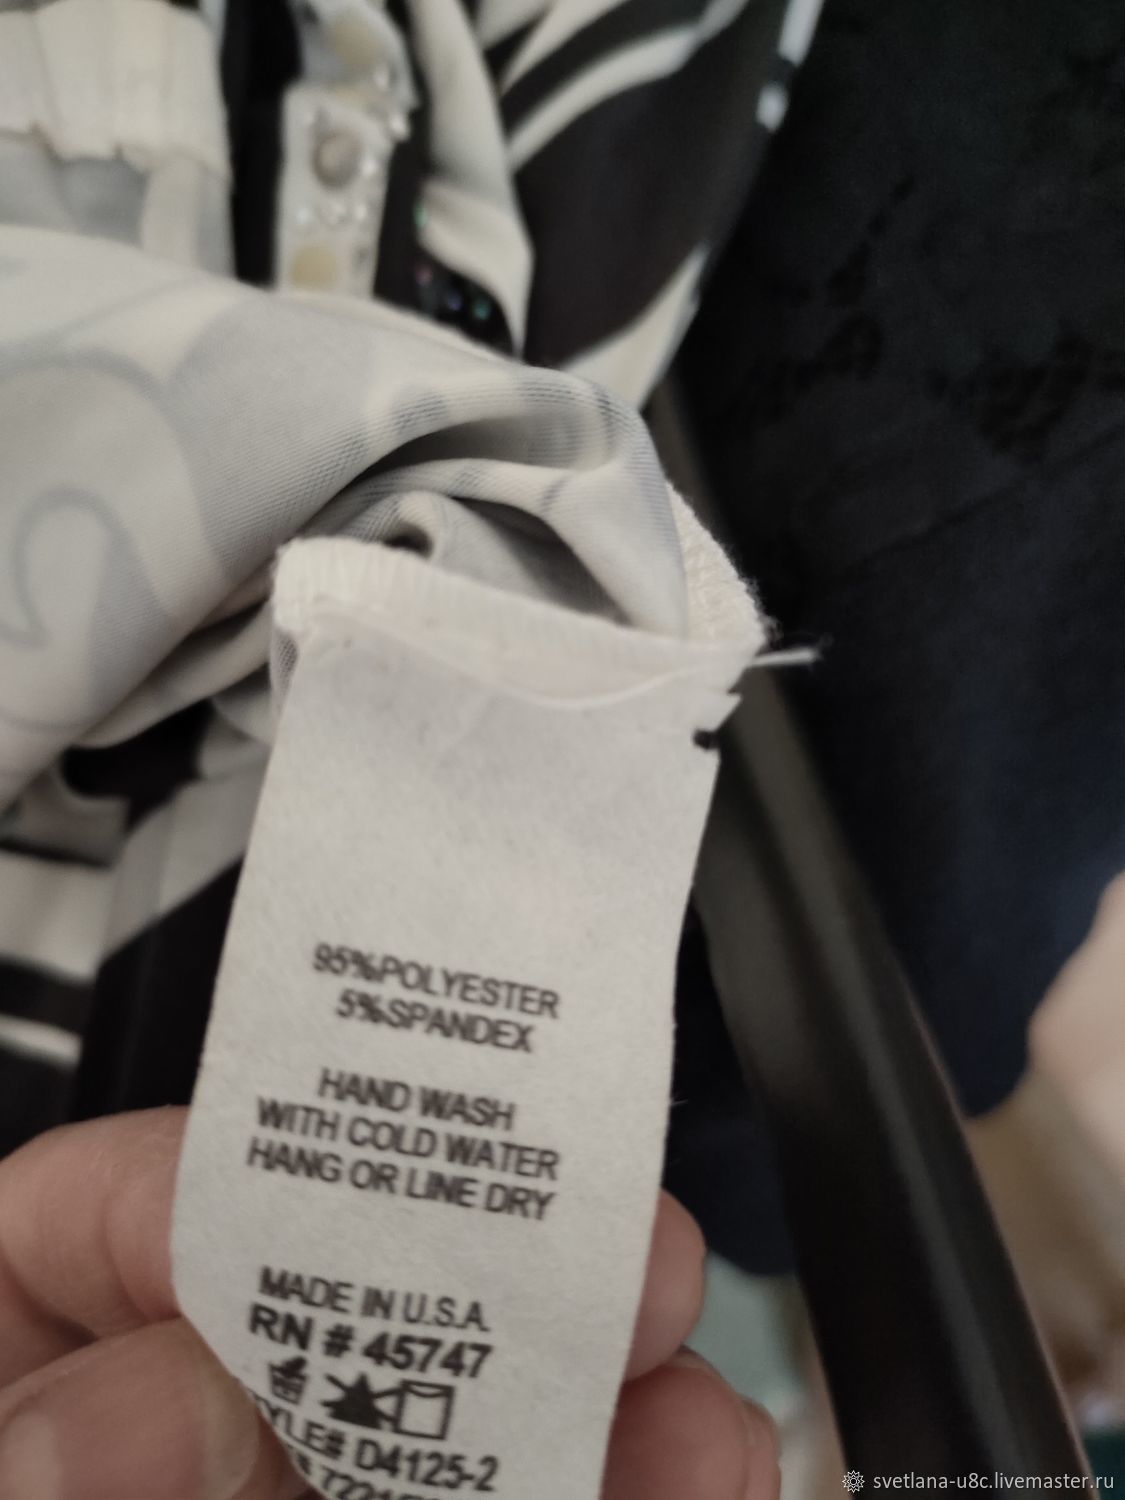 95%POLYESTER
5%SPANDEX
HAND WASH
WITH COLD WATER
HANG OR LINE DRY
MADE IN U.S.A.
RN # 45747
YLE# D4125-2
svetlana-u8c.livemaster.ru